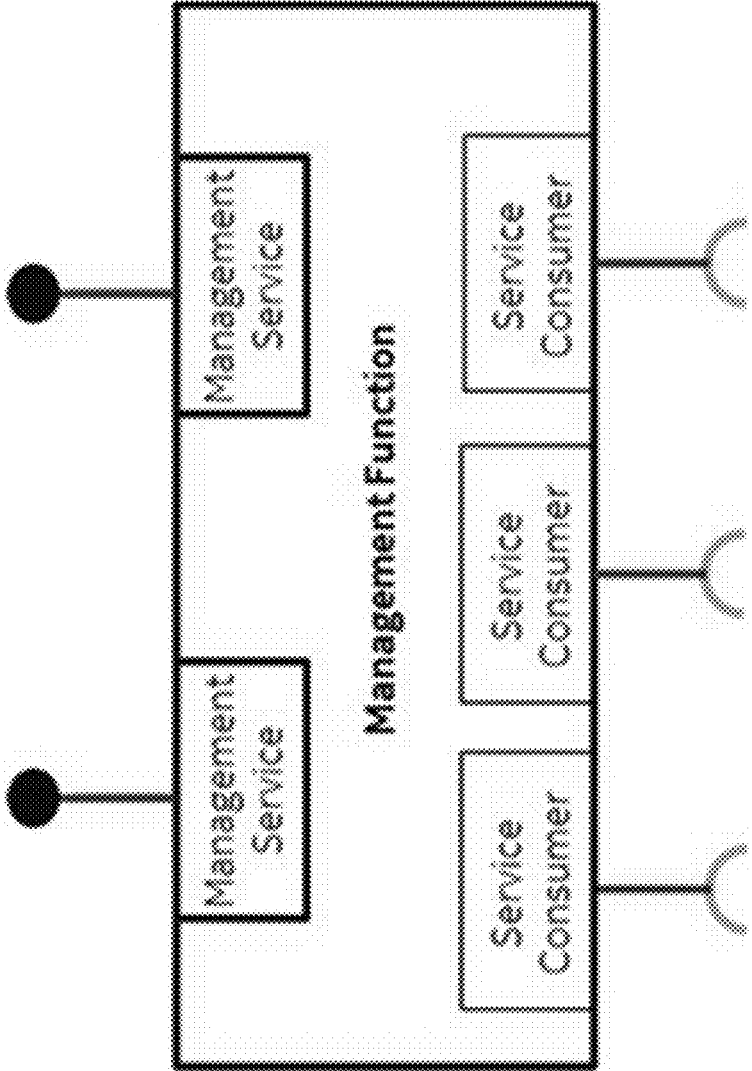 Management
Service
Management
Service
Management Function
Service
Consumer
Service
Consumer
Service
Consumer